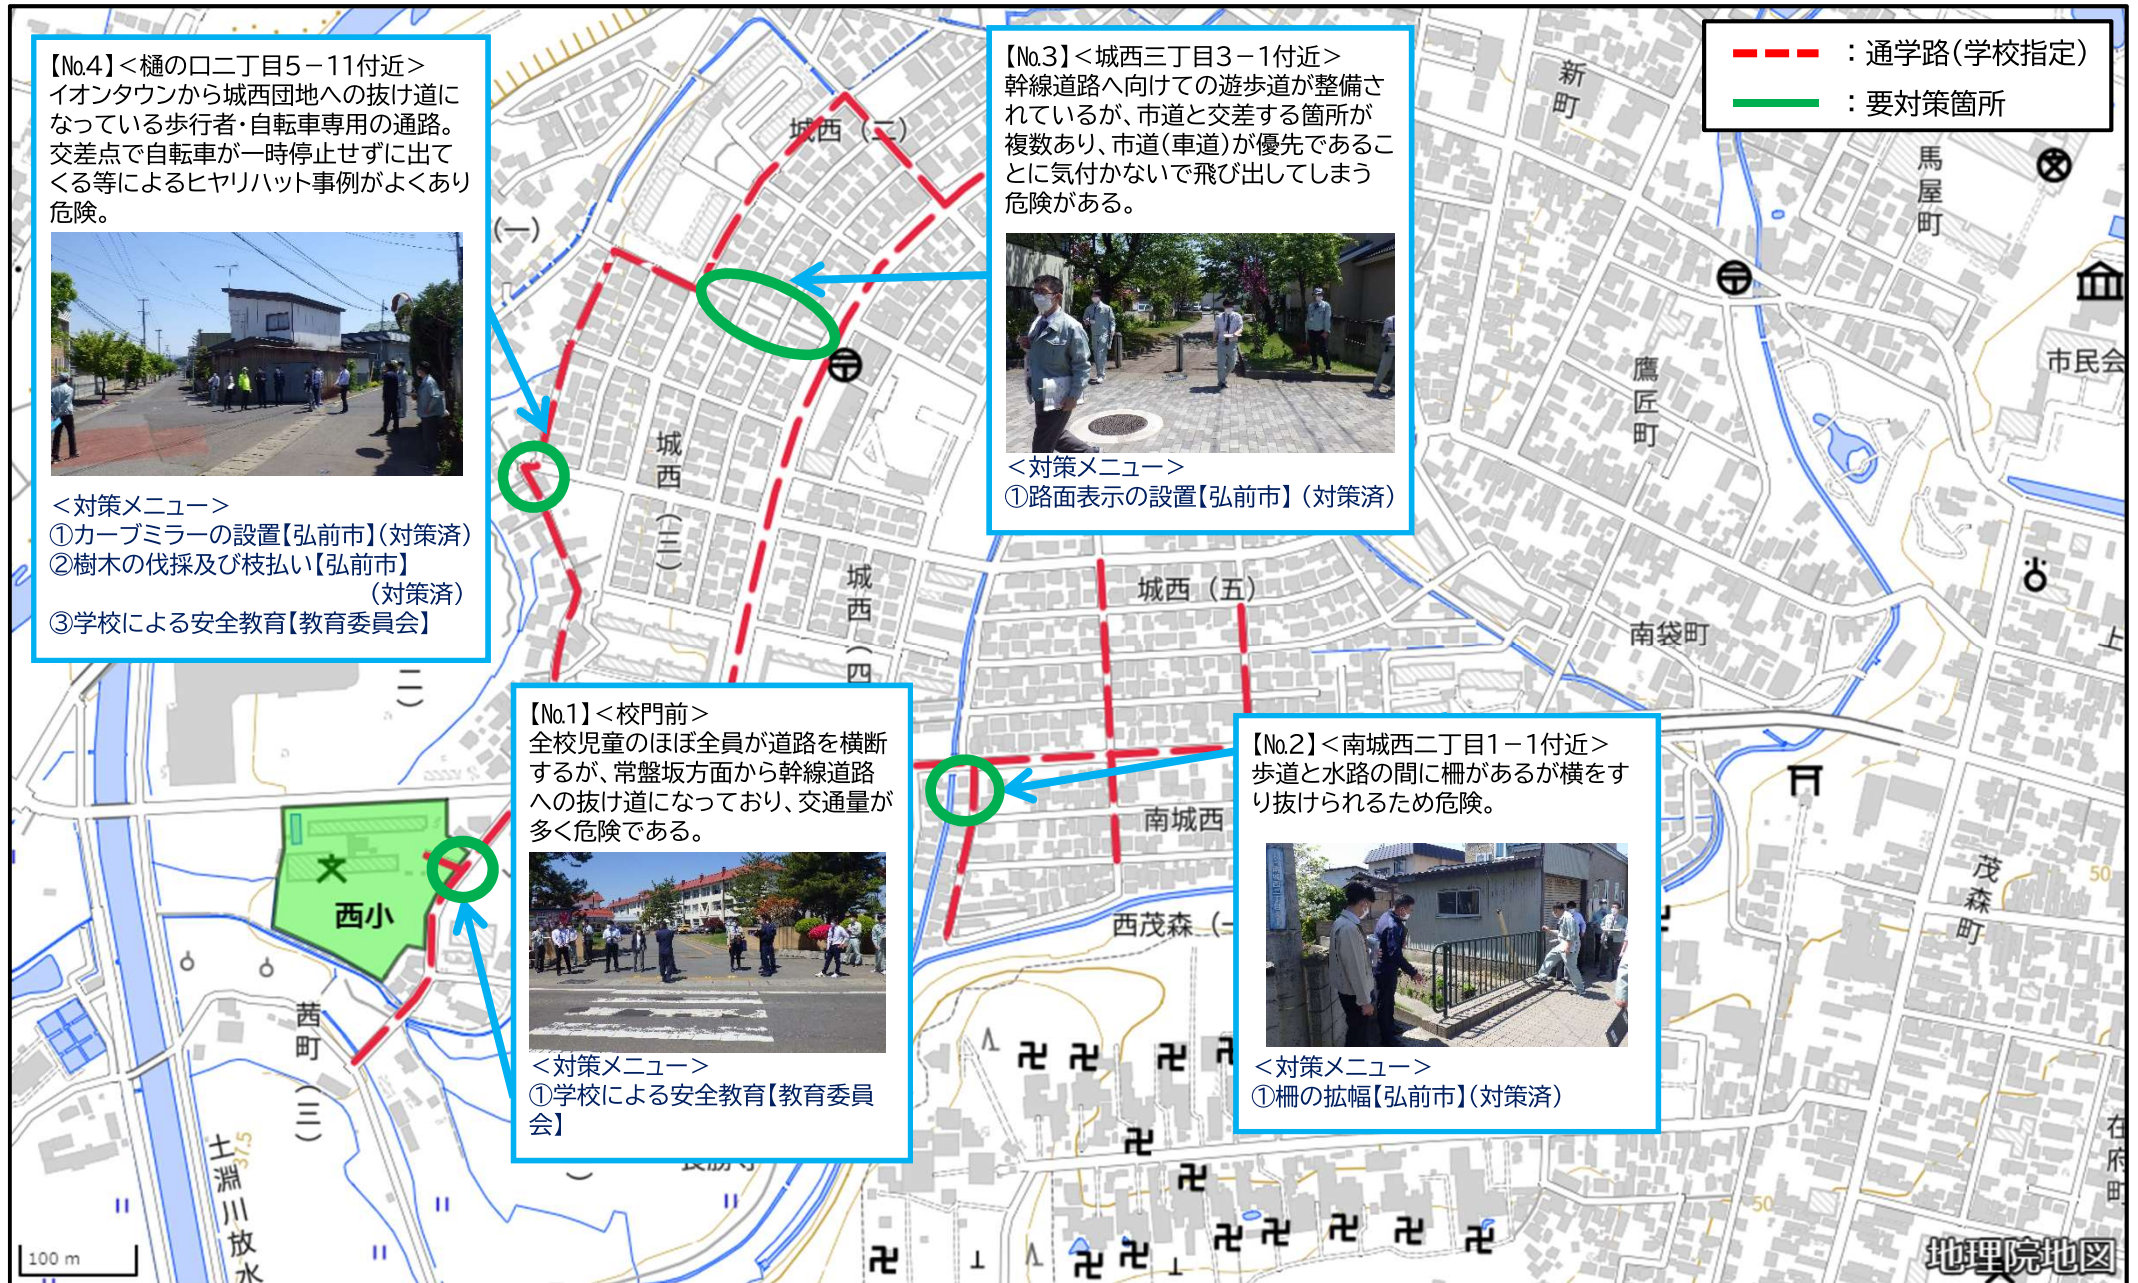 【No.4】＜樋の口二丁目5－11付近＞
イオンタウンから城西団地への抜け道に
なっている歩行者・自転車専用の通路。
交差点で自転車が一時停止せずに出て
くる等によるヒヤリハット事例がよくあり
危険。
＜対策メニュー＞
①カーブミラーの設置【弘前市】（対策済）
②樹木の伐採及び枝払い【弘前市】
（対策済）
③学校による安全教育【教育委員会】
【No.3】＜城西三丁目3－1付近＞
幹線道路へ向けての遊歩道が整備さ
れているが、市道と交差する箇所が
複数あり、市道（車道）が優先であるこ
とに気付かないで飛び出してしまう
危険がある。
＜対策メニュー＞
①路面表示の設置【弘前市】（対策済）
：通学路（学校指定）
：要対策箇所
【No.1】＜校門前＞
全校児童のほぼ全員が道路を横断
するが、常盤坂方面から幹線道路
への抜け道になっており、交通量が
多く危険である。
＜対策メニュー＞
①学校による安全教育【教育委員
会】
【No.2】＜南城西二丁目1－1付近＞
歩道と水路の間に柵があるが横をす
り抜けられるため危険。
＜対策メニュー＞
①柵の拡幅【弘前市】（対策済）
城西（二）
（一）
新町
馬屋町
市民会
鷹匠町
城西（三）
城西（四
城西（五）
南袋町
上
二）
南城西
西茂森（一
茂森町
50
西小
茜町（三）
土淵川放水
37.5
長勝寺
）
在府町
50
100 m
地理院地図